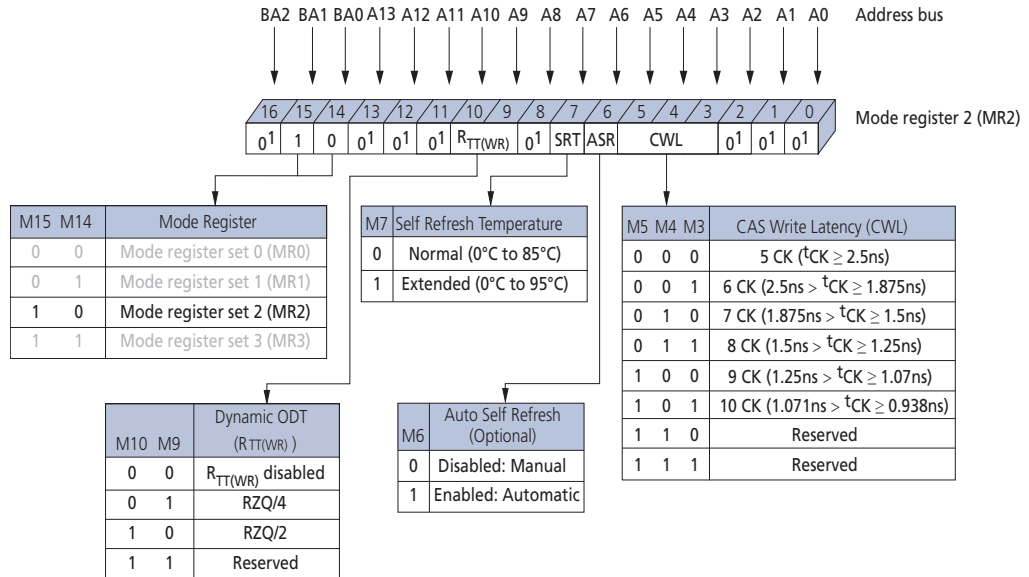 BA2 BA1 BA0 A13 A12 A11 A10 A9 A8 A7 A6 A5 A4 A3 A2 A1 A0 Address bus
16 15 14 13 12 11 10 9 8 7 6 5 4 3 2 1 0
Mode register 2 (MR2)
0¹ 1 0 0¹ 0¹ 0¹ RTT(WR) 0¹ SRT ASR CWL 0¹ 0¹ 0¹
M15 M14 Mode Register
0 0 Mode register set 0 (MR0)
0 1 Mode register set 1 (MR1)
1 0 Mode register set 2 (MR2)
1 1 Mode register set 3 (MR3)
M7 Self Refresh Temperature
0 Normal (0°C to 85°C)
1 Extended (0°C to 95°C)
M5 M4 M3 CAS Write Latency (CWL)
0 0 0 5 CK (tCK ≥ 2.5ns)
0 0 1 6 CK (2.5ns > tCK ≥ 1.875ns)
0 1 0 7 CK (1.875ns > tCK ≥ 1.5ns)
0 1 1 8 CK (1.5ns > tCK ≥ 1.25ns)
1 0 0 9 CK (1.25ns > tCK ≥ 1.07ns)
1 0 1 10 CK (1.071ns > tCK ≥ 0.938ns)
1 1 0 Reserved
1 1 1 Reserved
Dynamic ODT
M10 M9 (RTT(WR) )
0 0 RTT(WR) disabled
0 1 RZQ/4
1 0 RZQ/2
1 1 Reserved
Auto Self Refresh
M6 (Optional)
0 Disabled: Manual
1 Enabled: Automatic